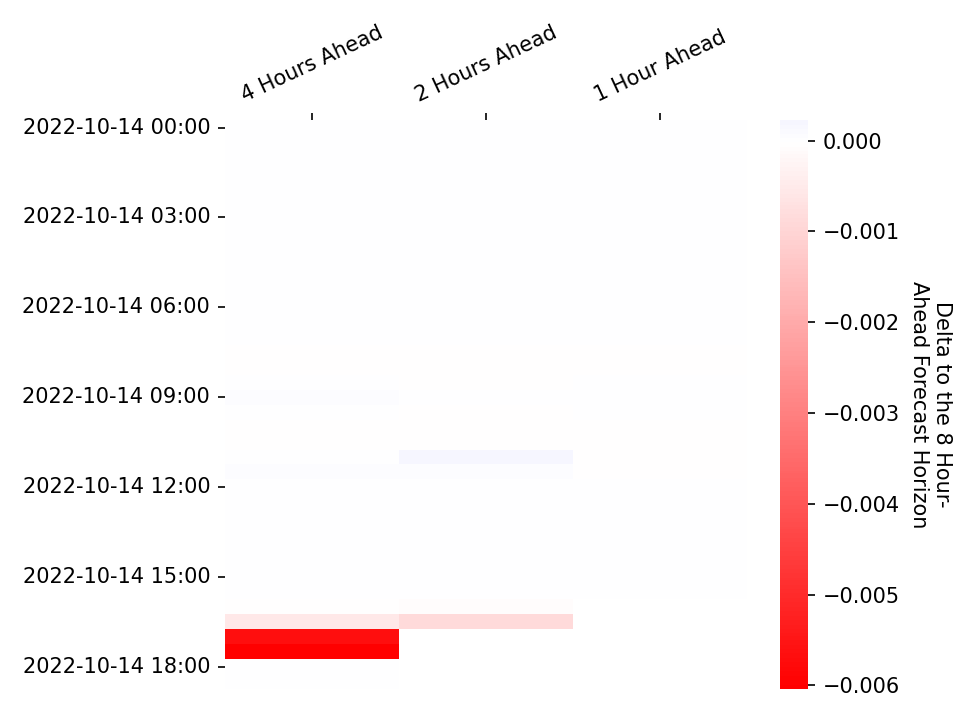 4 Hours Ahead
2 Hours Ahead
1 Hour Ahead
2022-10-14 00:00
2022-10-14 03:00
2022-10-14 06:00
2022-10-14 09:00
2022-10-14 12:00
2022-10-14 15:00
2022-10-14 18:00
0.000
−0.001
−0.002
−0.003
−0.004
−0.005
−0.006
Delta to the 8 Hour-
Ahead Forecast Horizon